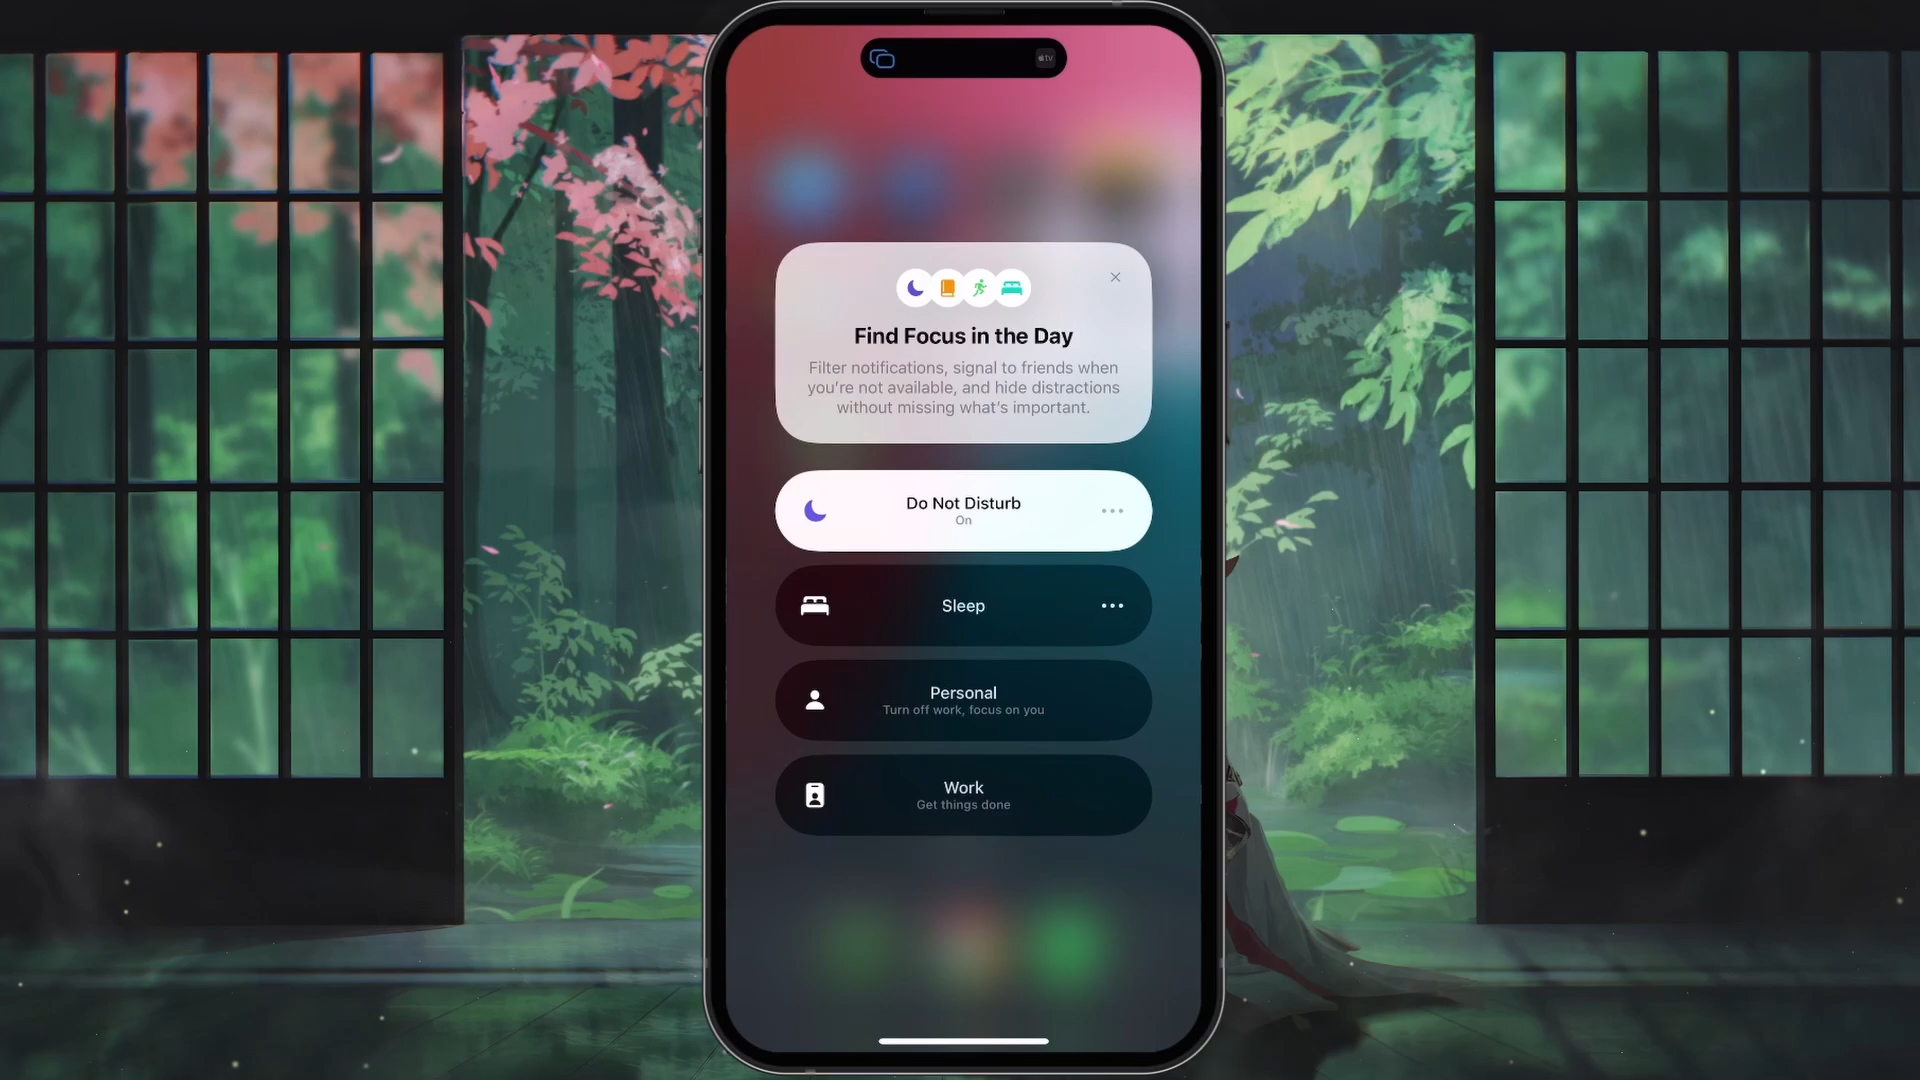 tv
Find Focus in the Day
Filter notifications, signal to friends when
you're not available, and hide distractions
without missing what's important.
Do Not Disturb
On
Sleep
Personal
Turn off work, focus on you
Work
Get things done